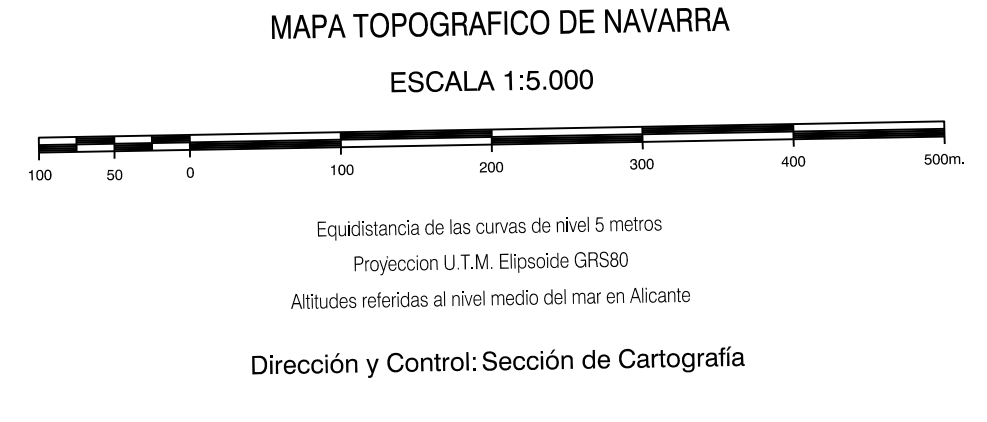 MAPA TOPOGRAFICO DE NAVARRA
ESCALA 1:5.000
100 50 0 100 200 300 400 500m.
Equidistancia de las curvas de nivel 5 metros
Proyeccion U.T.M. Elipsoide GRS80
Altitudes referidas al nivel medio del mar en Alicante
Dirección y Control: Sección de Cartografía